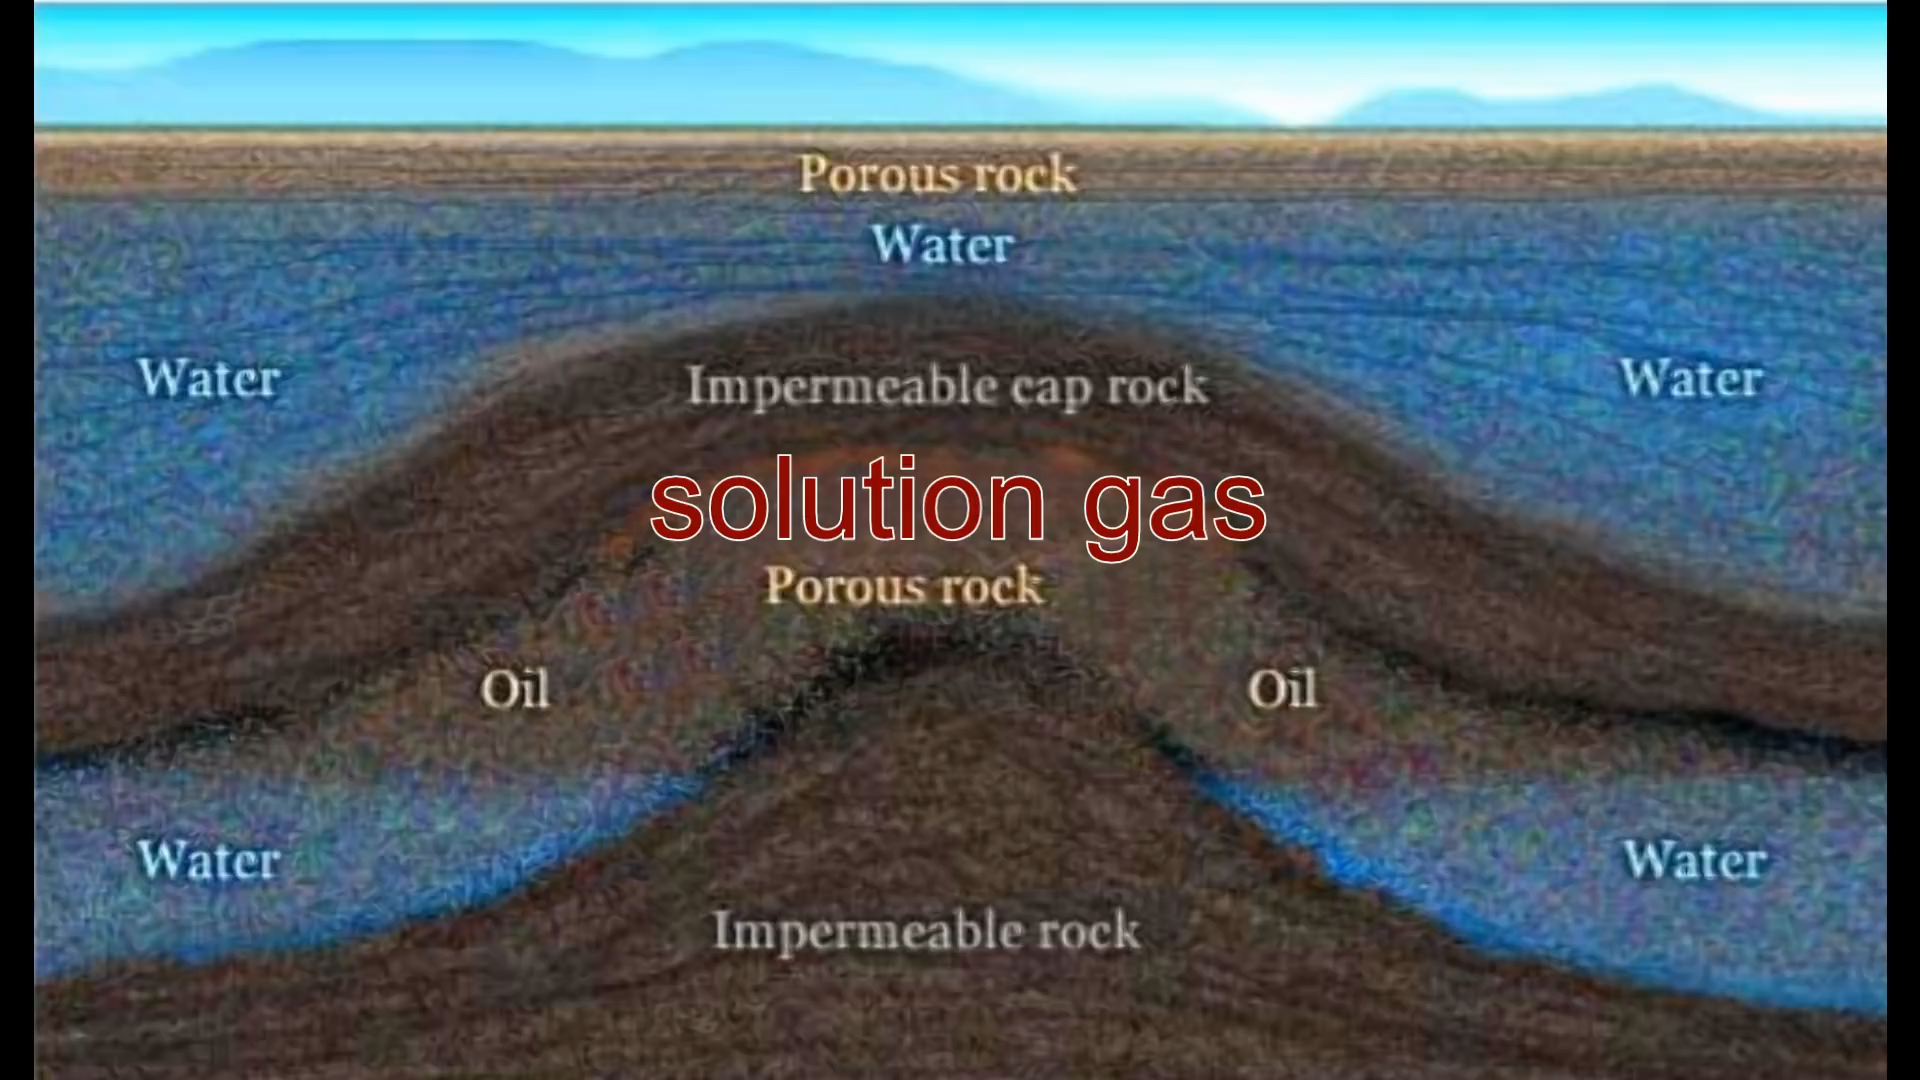 Porous rock
Water
Water
Impermeable cap rock
Water
solution gas
Porous rock
Oil
Oil
Water
Water
Impermeable rock